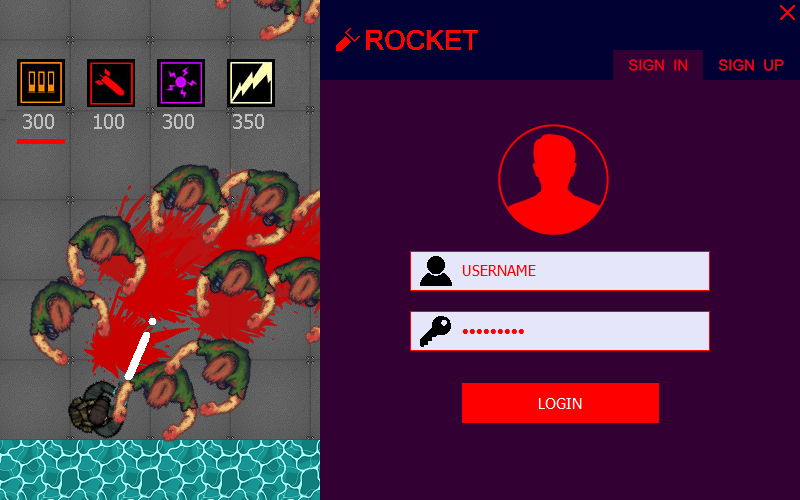 300
100
300
350
ROCKET
SIGN IN
SIGN UP
USERNAME
•••••••••
LOGIN